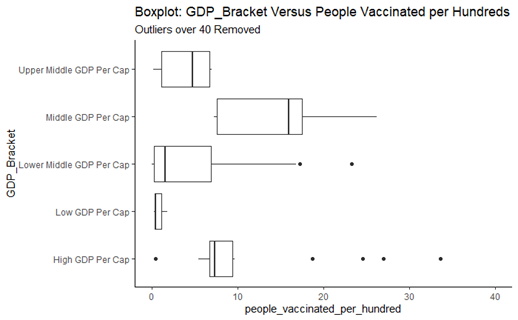 Boxplot: GDP_Bracket Versus People Vaccinated per Hundreds
Outliers over 40 Removed
GDP_Bracket
Upper Middle GDP Per Cap
Middle GDP Per Cap
Lower Middle GDP Per Cap
Low GDP Per Cap
High GDP Per Cap
0 10 20 30 40
people_vaccinated_per_hundred